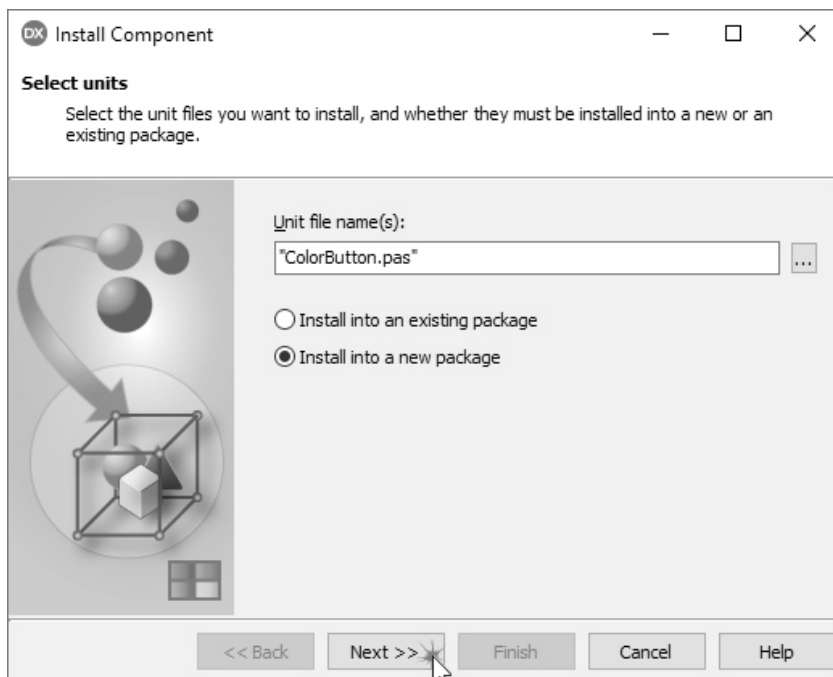 DX Install Component
Select units
Select the unit files you want to install, and whether they must be installed into a new or an
existing package.
Unit file name(s):
"ColorButton.pas"
...
Install into an existing package
Install into a new package
<< Back
Next >>
Finish
Cancel
Help